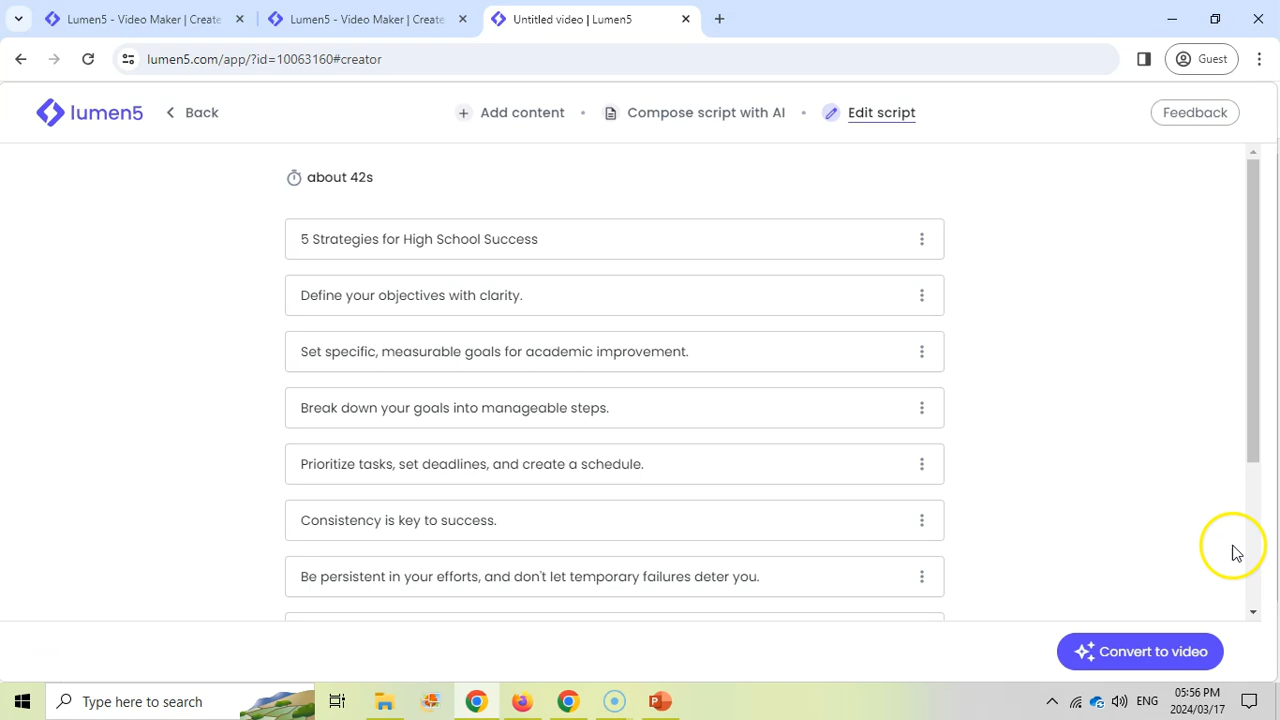 Lumen5 - Video Maker | Create
Lumen5 - Video Maker | Create
Untitled video | Lumen5
lumen5.com/app/?id=10063160#creator
Guest
lumen5
Back
Add content
Compose script with AI
Edit script
Feedback
about 42s
5 Strategies for High School Success
Define your objectives with clarity.
Set specific, measurable goals for academic improvement.
Break down your goals into manageable steps.
Prioritize tasks, set deadlines, and create a schedule.
Consistency is key to success.
Be persistent in your efforts, and don't let temporary failures deter you.
Convert to video
Type here to search
05:56 PM
2024/03/17